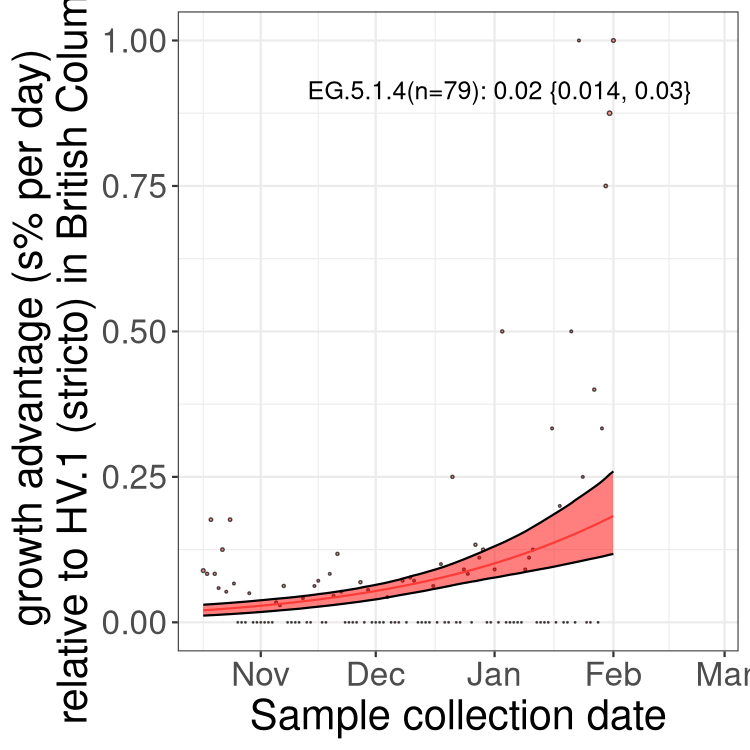 growth advantage (s% per day)
relative to HV.1 (stricto) in British Colum
1.00
0.75
0.50
0.25
0.00
EG.5.1.4(n=79): 0.02 {0.014, 0.03}
Nov Dec Jan Feb Mar
Sample collection date